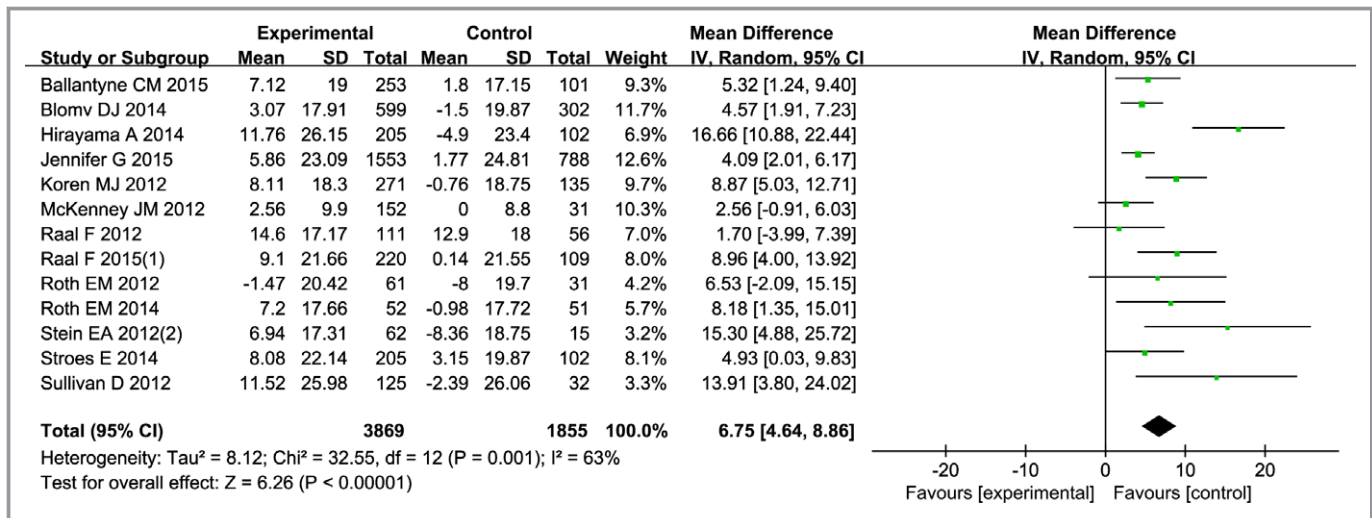 Experimental Control Mean Difference Mean Difference
Study or Subgroup Mean SD Total Mean SD Total Weight IV, Random, 95% CI IV, Random, 95% CI
Ballantyne CM 2015 7.12 19 253 1.8 17.15 101 9.3% 5.32 [1.24, 9.40]
Blomv DJ 2014 3.07 17.91 599 -1.5 19.87 302 11.7% 4.57 [1.91, 7.23]
Hirayama A 2014 11.76 26.15 205 -4.9 23.4 102 6.9% 16.66 [10.88, 22.44]
Jennifer G 2015 5.86 23.09 1553 1.77 24.81 788 12.6% 4.09 [2.01, 6.17]
Koren MJ 2012 8.11 18.3 271 -0.76 18.75 135 9.7% 8.87 [5.03, 12.71]
McKenney JM 2012 2.56 9.9 152 0 8.8 31 10.3% 2.56 [-0.91, 6.03]
Raal F 2012 14.6 17.17 111 12.9 18 56 7.0% 1.70 [-3.99, 7.39]
Raal F 2015(1) 9.1 21.66 220 0.14 21.55 109 8.0% 8.96 [4.00, 13.92]
Roth EM 2012 -1.47 20.42 61 -8 19.7 31 4.2% 6.53 [-2.09, 15.15]
Roth EM 2014 7.2 17.66 52 -0.98 17.72 51 5.7% 8.18 [1.35, 15.01]
Stein EA 2012(2) 6.94 17.31 62 -8.36 18.75 15 3.2% 15.30 [4.88, 25.72]
Stroes E 2014 8.08 22.14 205 3.15 19.87 102 8.1% 4.93 [0.03, 9.83]
Sullivan D 2012 11.52 25.98 125 -2.39 26.06 32 3.3% 13.91 [3.80, 24.02]
Total (95% CI) 3869 1855 100.0% 6.75 [4.64, 8.86]
Heterogeneity: Tau² = 8.12; Chi² = 32.55, df = 12 (P = 0.001); I² = 63%
Test for overall effect: Z = 6.26 (P < 0.00001)
-20 -10 0 10 20
Favours [experimental] Favours [control]